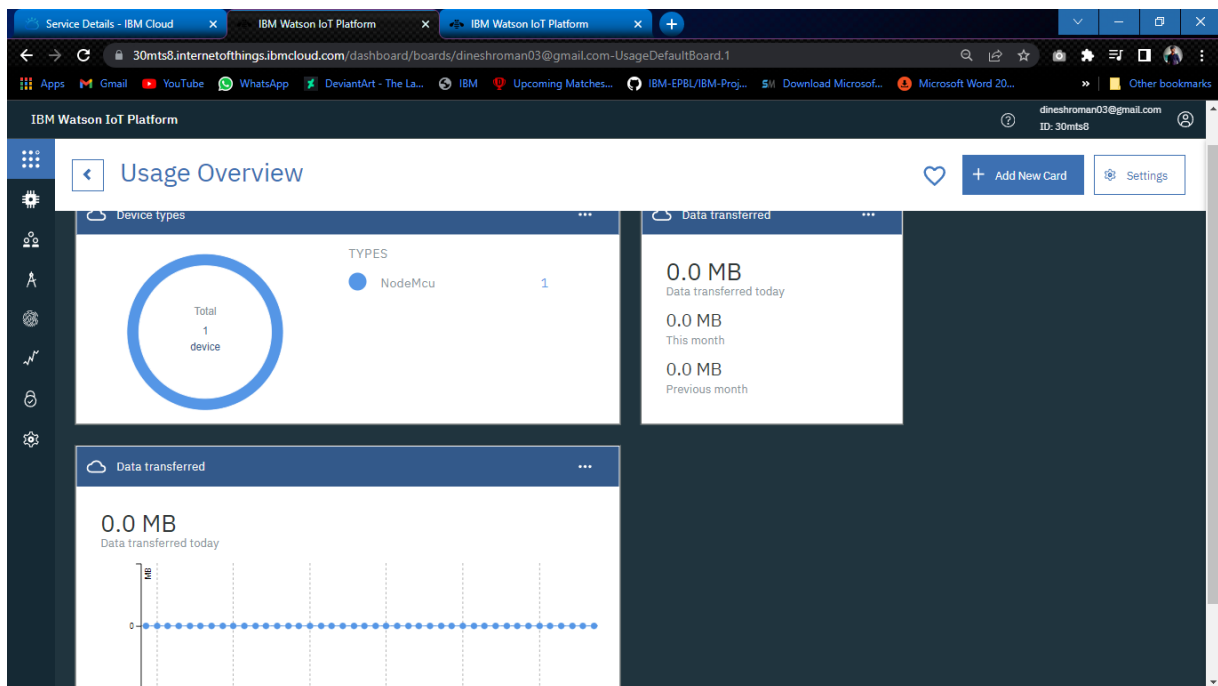 Service Details - IBM Cloud
IBM Watson IoT Platform
IBM Watson IoT Platform
30mts8.internetofthings.ibmcloud.com/dashboard/boards/dineshroman03@gmail.com-UsageDefaultBoard.1
Apps
Gmail
YouTube
WhatsApp
DeviantArt - The La...
IBM
Upcoming Matches...
IBM-EPBL/IBM-Proj...
SM Download Microsof...
Microsoft Word 20...
»
Other bookmarks
IBM Watson IoT Platform
dineshroman03@gmail.com
ID: 30mts8
Usage Overview
+ Add New Card
Settings
Device types
...
TYPES
NodeMcu 1
Total
1
device
Data transferred
...
0.0 MB
Data transferred today
0.0 MB
This month
0.0 MB
Previous month
Data transferred
...
0.0 MB
Data transferred today
MB
0